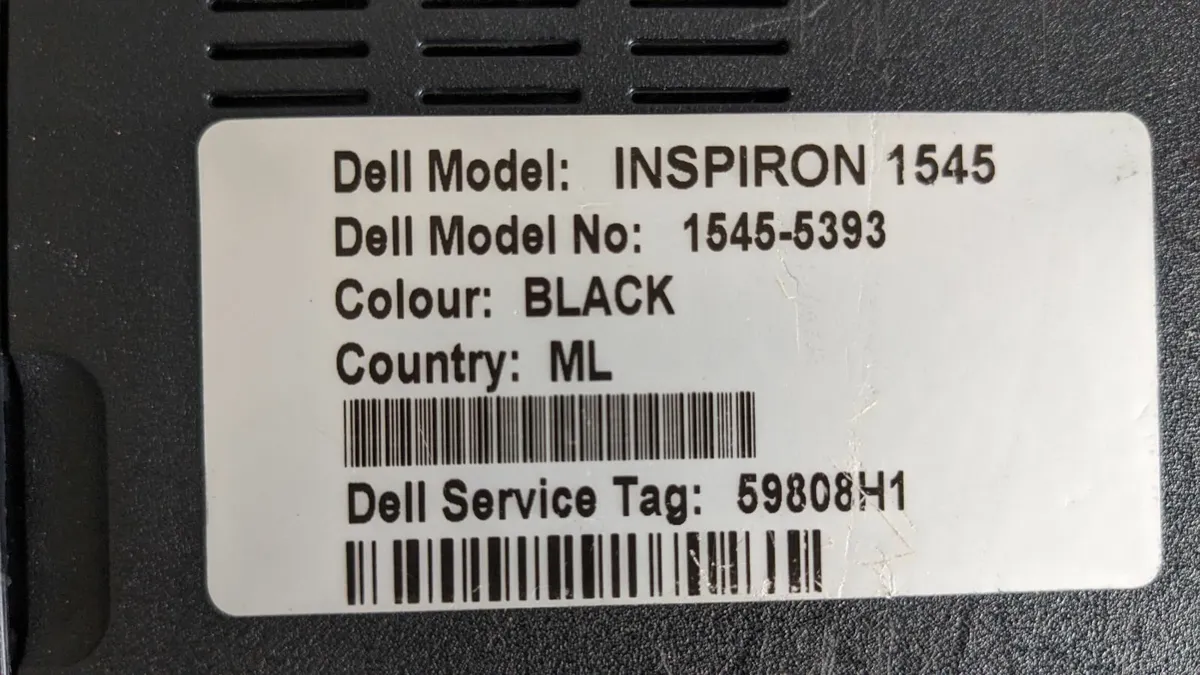 Dell Model: INSPIRON 1545
Dell Model No: 1545-5393
Colour: BLACK
Country: ML
Dell Service Tag: 59808H1